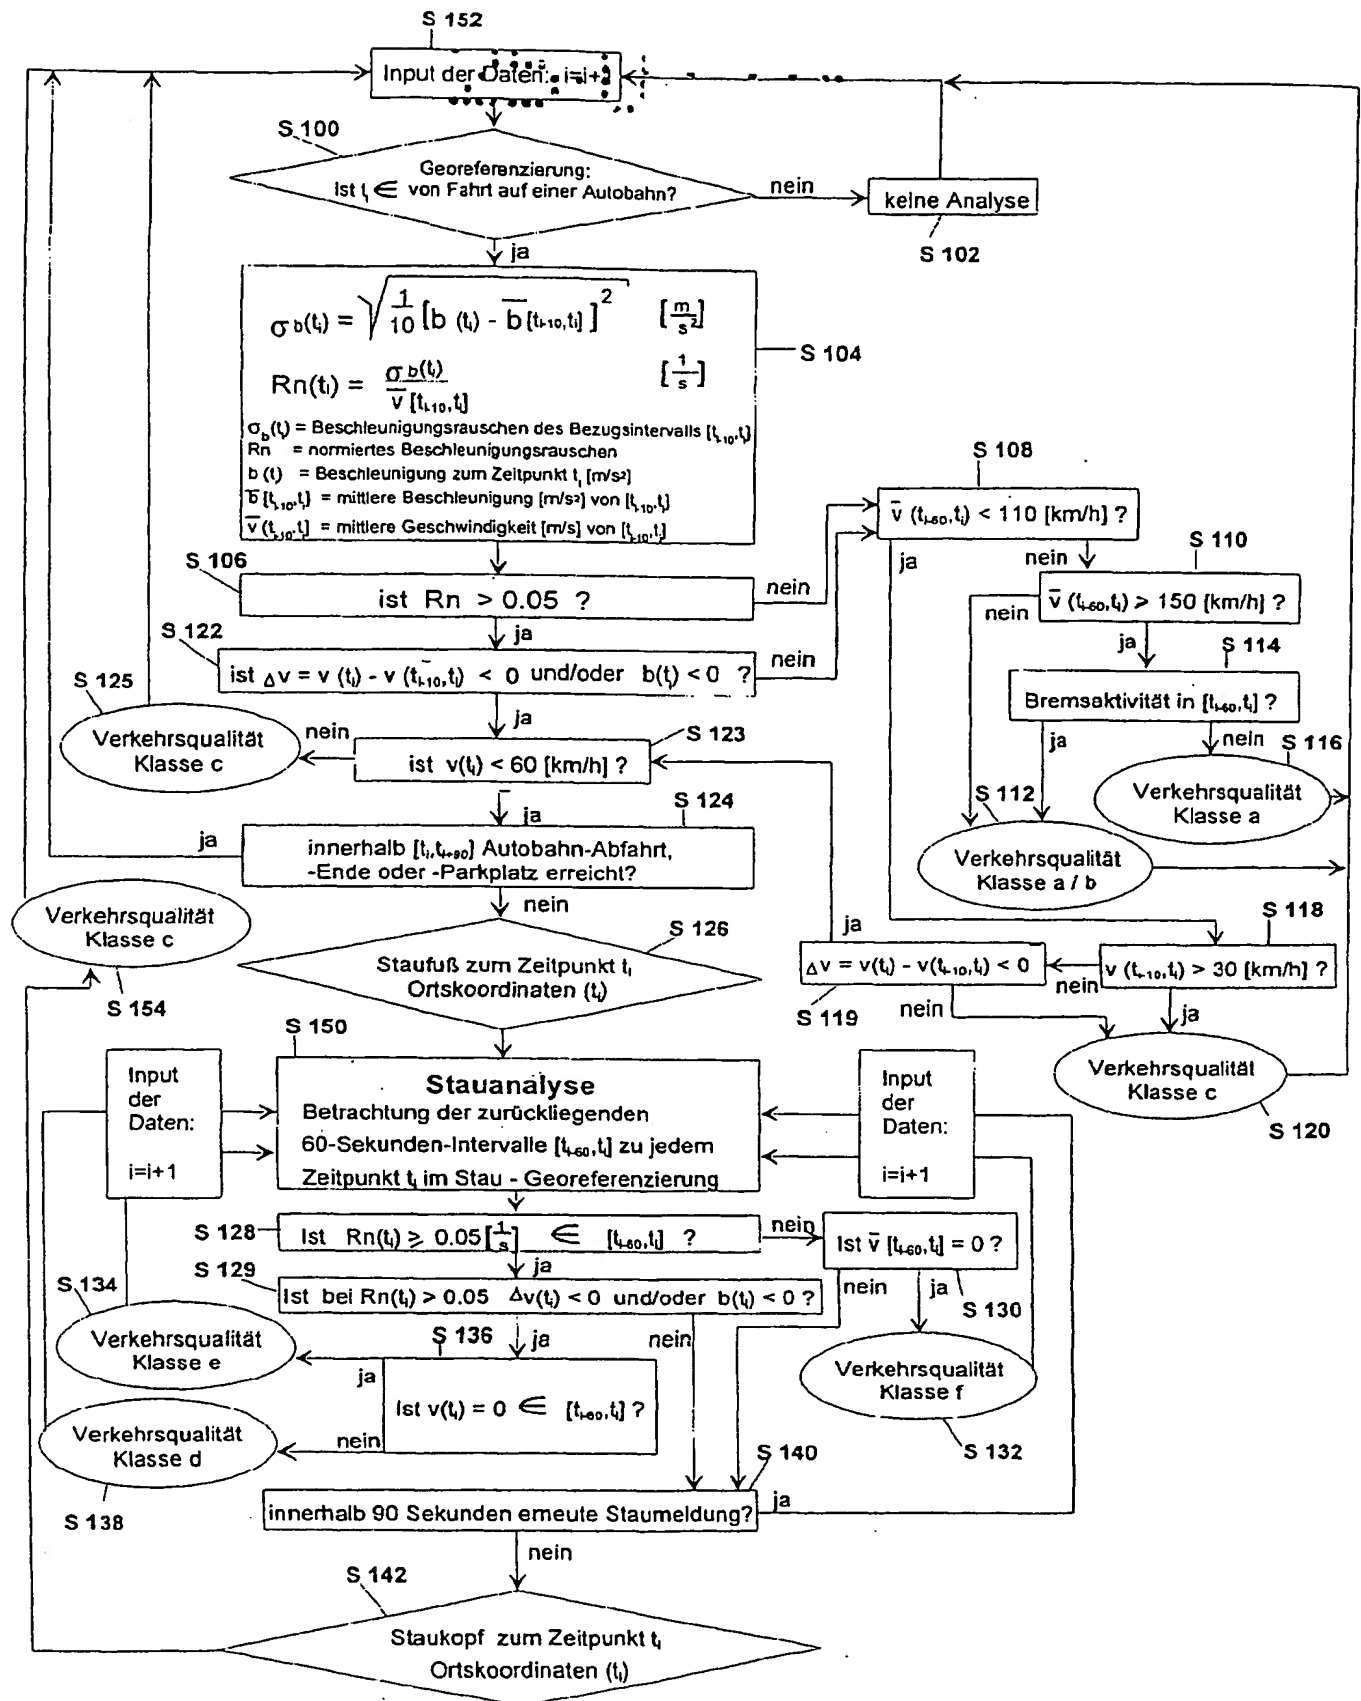 S 152
Input der Daten: i=i+1
S 100
Georeferenzierung:
Ist tᵢ ∈ von Fahrt auf einer Autobahn?
nein
keine Analyse
S 102
ja
σ b(tᵢ) = √ 1/10 [b (tᵢ) - b̅ [tᵢ₋₁₀,tᵢ] ]² [m/s²]
S 104
Rn(tᵢ) = σ b(tᵢ) / v̅ [tᵢ₋₁₀,tᵢ] [1/s]
σb(tᵢ) = Beschleunigungsrauschen des Bezugsintervalls [tᵢ₋₁₀,tᵢ]
Rn = normiertes Beschleunigungsrauschen
b (tᵢ) = Beschleunigung zum Zeitpunkt tᵢ [m/s²]
b̅ [tᵢ₋₁₀,tᵢ] = mittlere Beschleunigung [m/s²] von [tᵢ₋₁₀,tᵢ]
v̅ (tᵢ₋₁₀,tᵢ] = mittlere Geschwindigkeit [m/s] von [tᵢ₋₁₀,tᵢ]
S 108
v̅ (tᵢ₋₆₀,tᵢ) < 110 [km/h] ?
ja
nein
S 110
v̅ (tᵢ₋₆₀,tᵢ) > 150 [km/h] ?
nein
ja
S 114
Bremsaktivität in [tᵢ₋₆₀,tᵢ] ?
ja
nein
S 116
Verkehrsqualität
Klasse a
S 112
Verkehrsqualität
Klasse a / b
S 106
ist Rn > 0.05 ?
nein
ja
S 122
ist Δv = v (tᵢ) - v̅ (tᵢ₋₁₀,tᵢ) < 0 und/oder b(tᵢ) < 0 ?
nein
ja
S 125
Verkehrsqualität
Klasse c
nein
S 123
ist v(tᵢ) < 60 [km/h] ?
ja
S 124
ja
innerhalb [tᵢ,tᵢ₊₉₀] Autobahn-Abfahrt,
-Ende oder -Parkplatz erreicht?
nein
Verkehrsqualität
Klasse c
S 154
S 126
Staufuß zum Zeitpunkt tᵢ
Ortskoordinaten (tᵢ)
S 118
v (tᵢ₋₁₀,tᵢ) > 30 [km/h] ?
nein
ja
ja
Δv = v(tᵢ) - v(tᵢ₋₁₀,tᵢ) < 0
S 119
nein
Verkehrsqualität
Klasse c
S 120
S 150
Input
der
Daten:
i=i+1
Stauanalyse
Betrachtung der zurückliegenden
60-Sekunden-Intervalle [tᵢ₋₆₀,tᵢ] zu jedem
Zeitpunkt tᵢ im Stau - Georeferenzierung
Input
der
Daten:
i=i+1
S 128
Ist Rn(tᵢ) ⩾ 0.05 [1/s] ∈ [tᵢ₋₆₀,tᵢ] ?
nein
ja
Ist v̅ [tᵢ₋₆₀,tᵢ] = 0 ?
nein
ja
S 130
S 129
Ist bei Rn(tᵢ) > 0.05 Δv(tᵢ) < 0 und/oder b(tᵢ) < 0 ?
nein
ja
S 134
Verkehrsqualität
Klasse e
S 136
ja
Ist v(tᵢ) = 0 ∈ [tᵢ₋₆₀,tᵢ] ?
nein
Verkehrsqualität
Klasse f
S 132
Verkehrsqualität
Klasse d
S 138
S 140
innerhalb 90 Sekunden erneute Staumeldung?
ja
nein
S 142
Staukopf zum Zeitpunkt tᵢ
Ortskoordinaten (tᵢ)